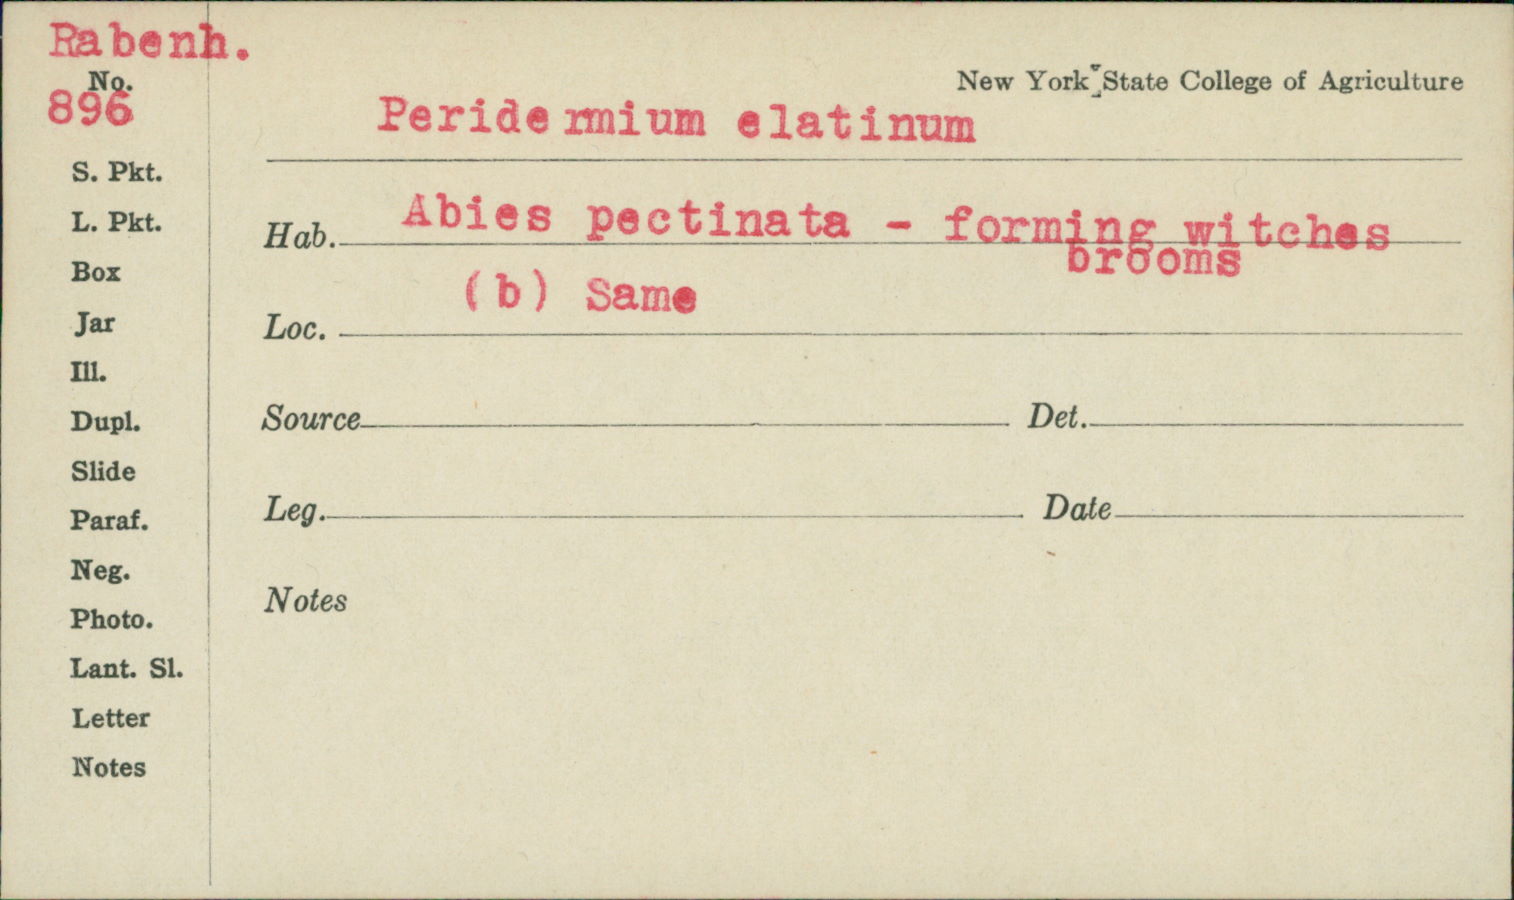 Rabenh.
No.
896
New York State College of Agriculture
Peridermium elatinum
S. Pkt.
L. Pkt.
Box
Jar
Ill.
Dupl.
Slide
Paraf.
Neg.
Photo.
Lant. Sl.
Letter
Notes
Hab. Abies pectinata - forming witches
brooms
(b) Same
Loc.
Source Det.
Leg. Date
Notes